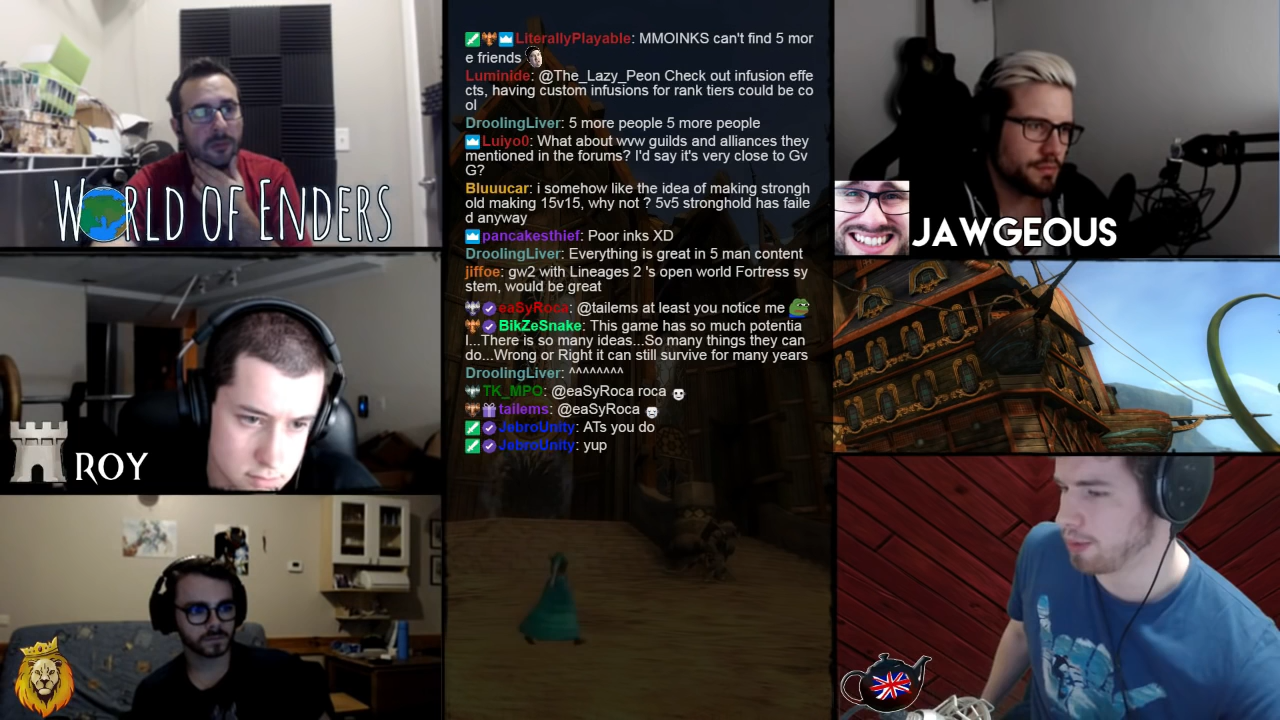 WORLD OF ENDERS
ROY
LiterallyPlayable: MMOINKS can't find 5 mor
e friends
Luminide: @The_Lazy_Peon Check out infusion effe
cts, having custom infusions for rank tiers could be co
ol
DroolingLiver: 5 more people 5 more people
Luiyo0: What about wvw guilds and alliances they
mentioned in the forums? I'd say it's very close to Gv
G?
Bluuucar: i somehow like the idea of making strongh
old making 15v15, why not ? 5v5 stronghold has faile
d anyway
pancakesthief: Poor inks XD
DroolingLiver: Everything is great in 5 man content
jiffoe: gw2 with Lineages 2 's open world Fortress sy
stem, would be great
eaSyRoca: @tailems at least you notice me
BikZeSnake: This game has so much potentia
l...There is so many ideas...So many things they can
do...Wrong or Right it can still survive for many years
DroolingLiver: ^^^^^^^^
TK_MPO: @eaSyRoca roca
tailems: @eaSyRoca
JebroUnity: ATs you do
JebroUnity: yup
JAWGEOUS